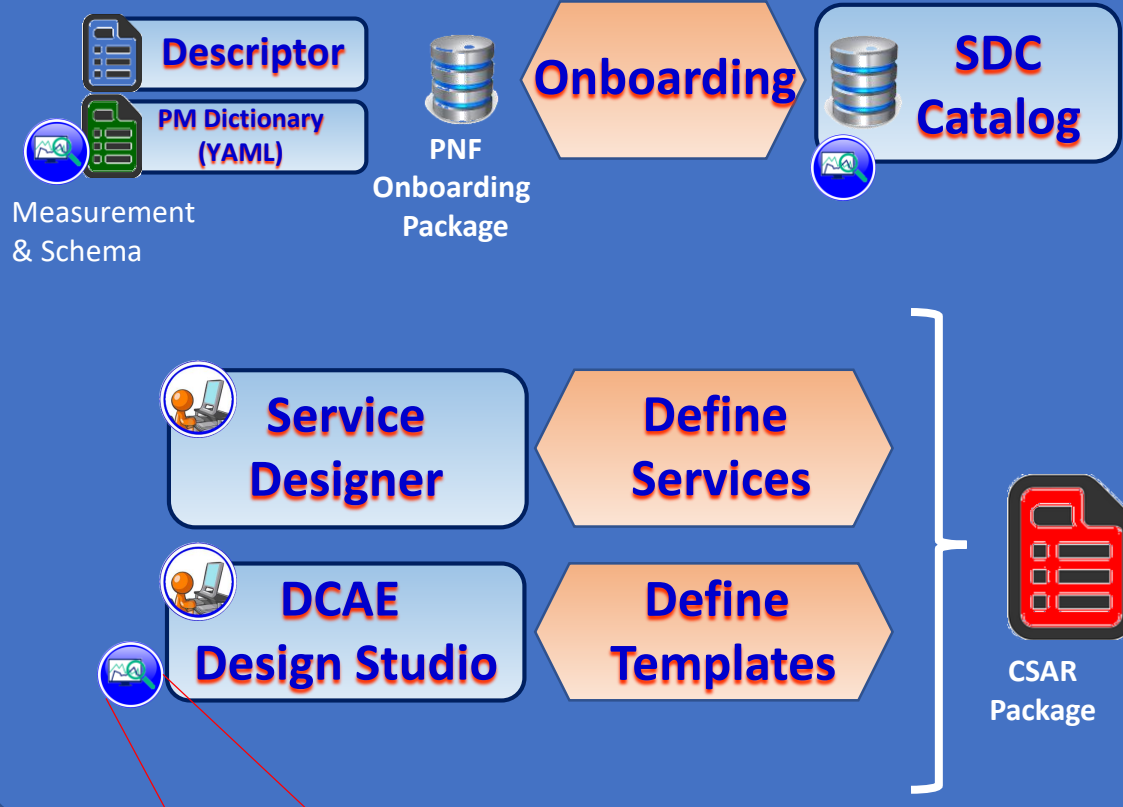 Descriptor
PM Dictionary
(YAML)
Measurement
& Schema
PNF
Onboarding
Package
Onboarding
SDC
Catalog
Service
Designer
Define
Services
DCAE
Design Studio
Define
Templates
CSAR
Package